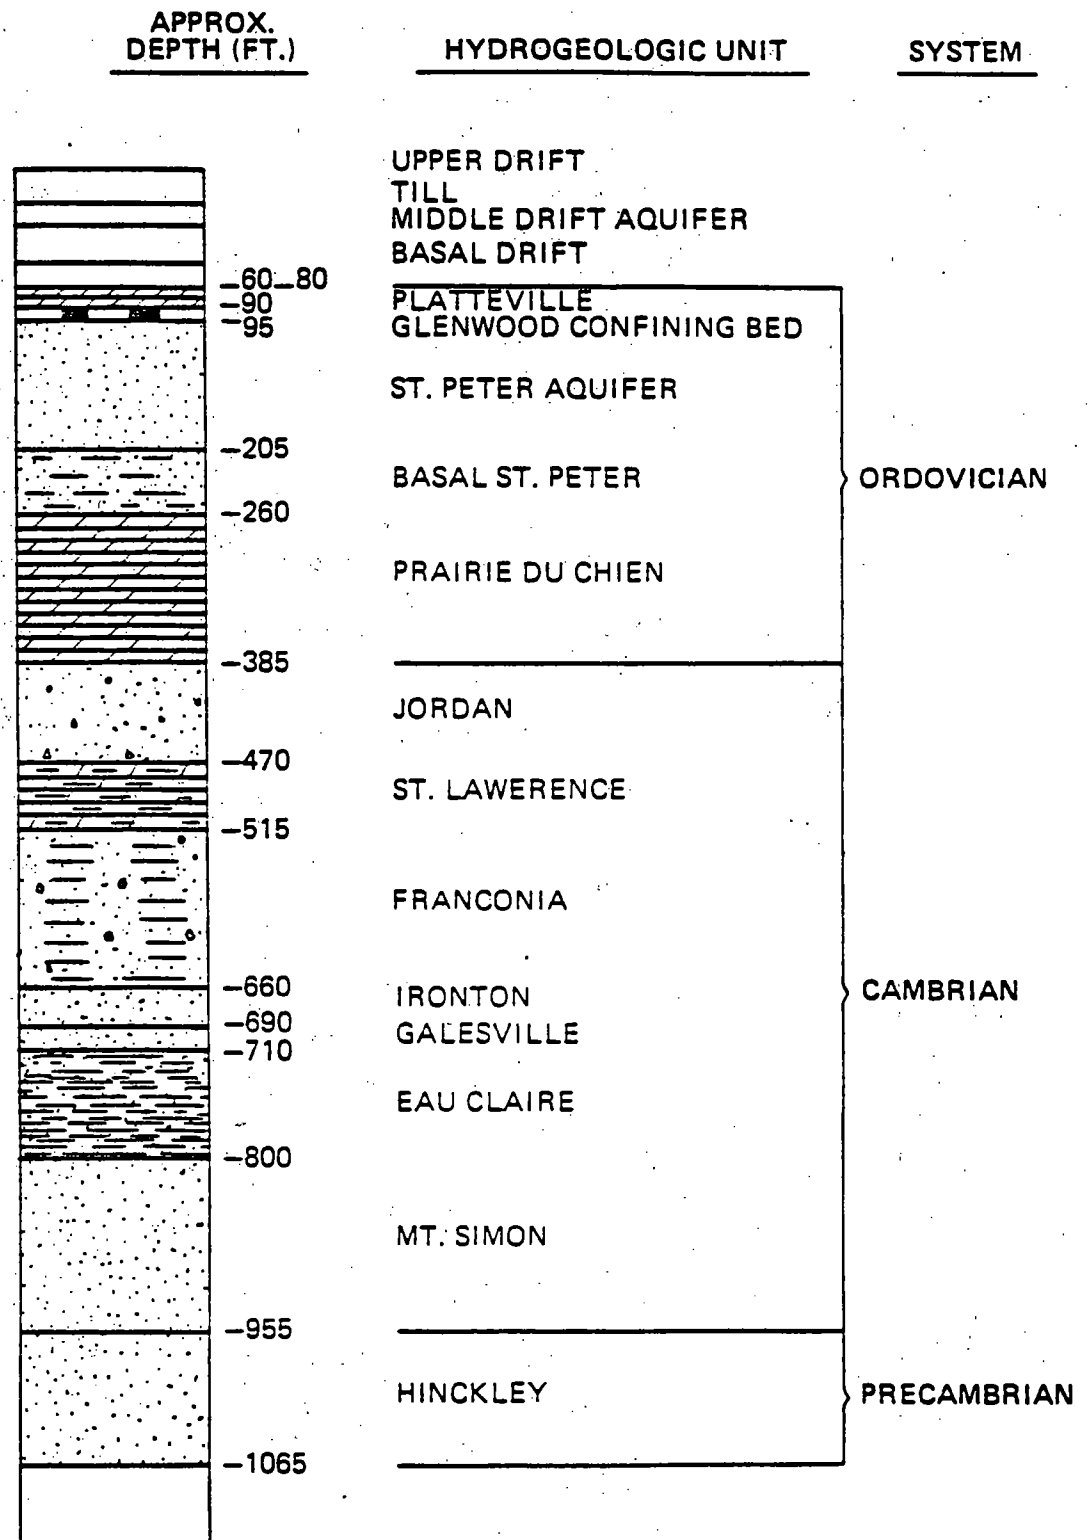 APPROX.
DEPTH (FT.)
HYDROGEOLOGIC UNIT
SYSTEM
UPPER DRIFT
TILL
MIDDLE DRIFT AQUIFER
BASAL DRIFT
–60–80
–90
PLATTEVILLE
–95
GLENWOOD CONFINING BED
ST. PETER AQUIFER
–205
BASAL ST. PETER
ORDOVICIAN
–260
PRAIRIE DU CHIEN
–385
JORDAN
–470
ST. LAWERENCE
–515
FRANCONIA
–660
IRONTON
CAMBRIAN
–690
GALESVILLE
–710
EAU CLAIRE
–800
MT. SIMON
–955
HINCKLEY
PRECAMBRIAN
–1065